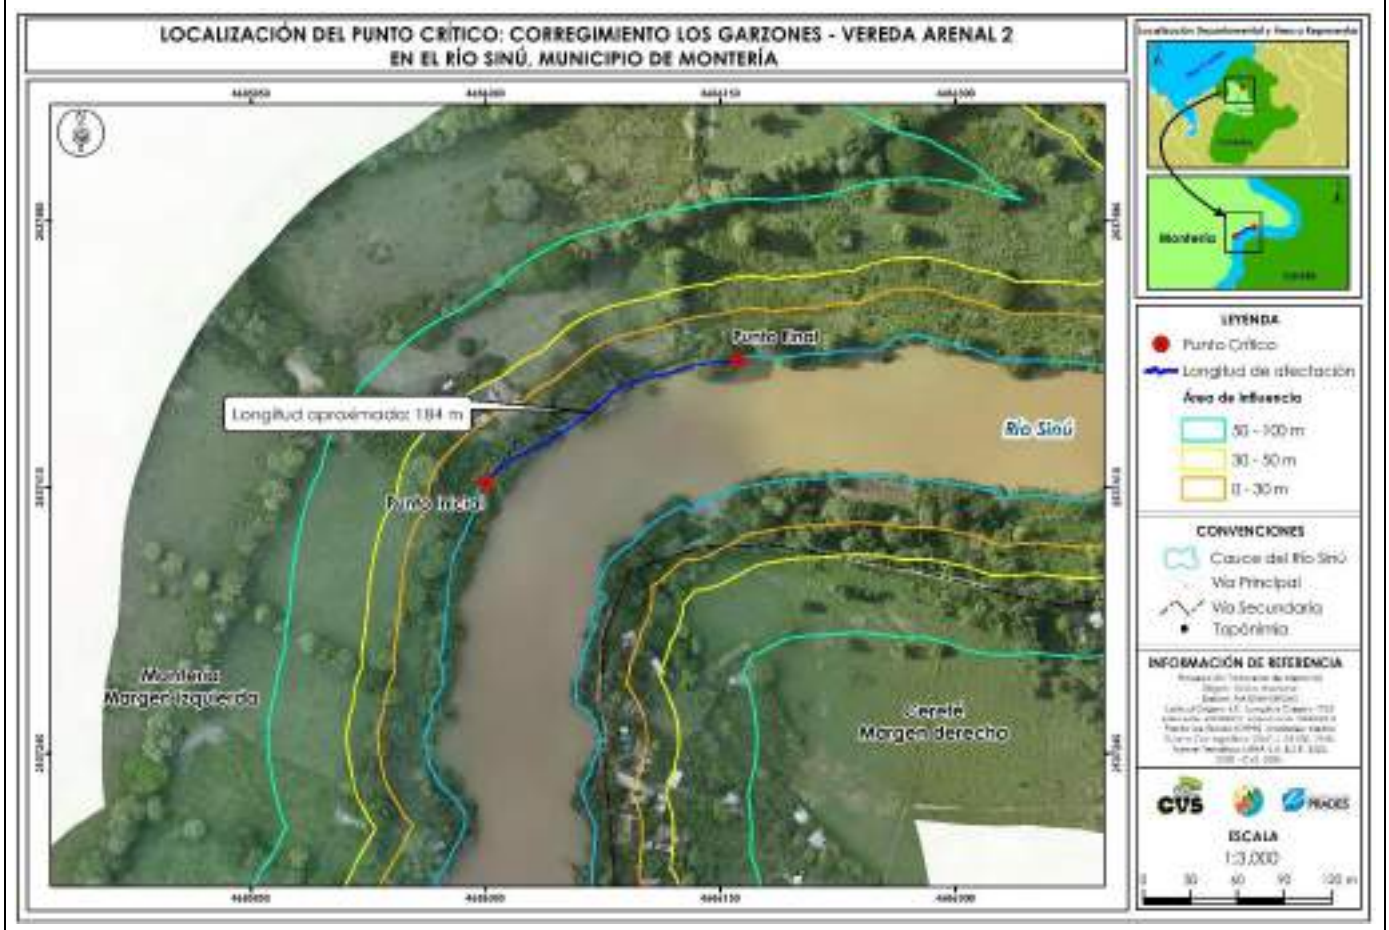 LOCALIZACIÓN DEL PUNTO CRÍTICO: CORREGIMIENTO LOS GARZONES - VEREDA ARENAL 2
EN EL RÍO SINÚ, MUNICIPIO DE MONTERÍA
Punto final
Longitud aproximada: 184 m
Río Sinú
Punto Inicial
Montería
Margen Izquierda
Cereté
Margen derecho
Montería
LEYENDA
Punto Crítico
Longitud de afectación
Área de Influencia
50 - 100 m
30 - 50 m
0 - 30 m
CONVENCIONES
Cauce del Río Sinú
Vía Principal
Vía Secundaria
Topónimia
INFORMACIÓN DE REFERENCIA
CVS
ESCALA
1:3,000
0 30 60 90 120 m